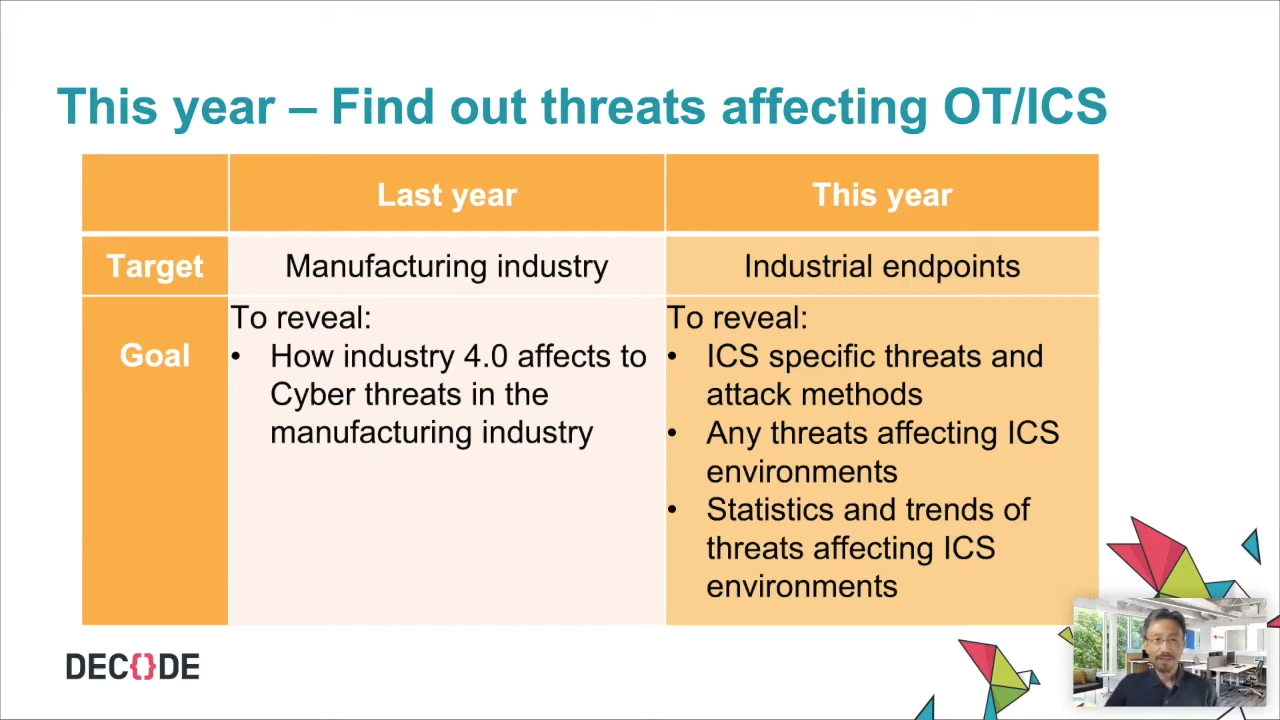 This year – Find out threats affecting OT/ICS
Last year
This year
Target
Manufacturing industry
Industrial endpoints
Goal
To reveal:
• How industry 4.0 affects to
Cyber threats in the
manufacturing industry
To reveal:
• ICS specific threats and
attack methods
• Any threats affecting ICS
environments
• Statistics and trends of
threats affecting ICS
environments
DEC{}DE